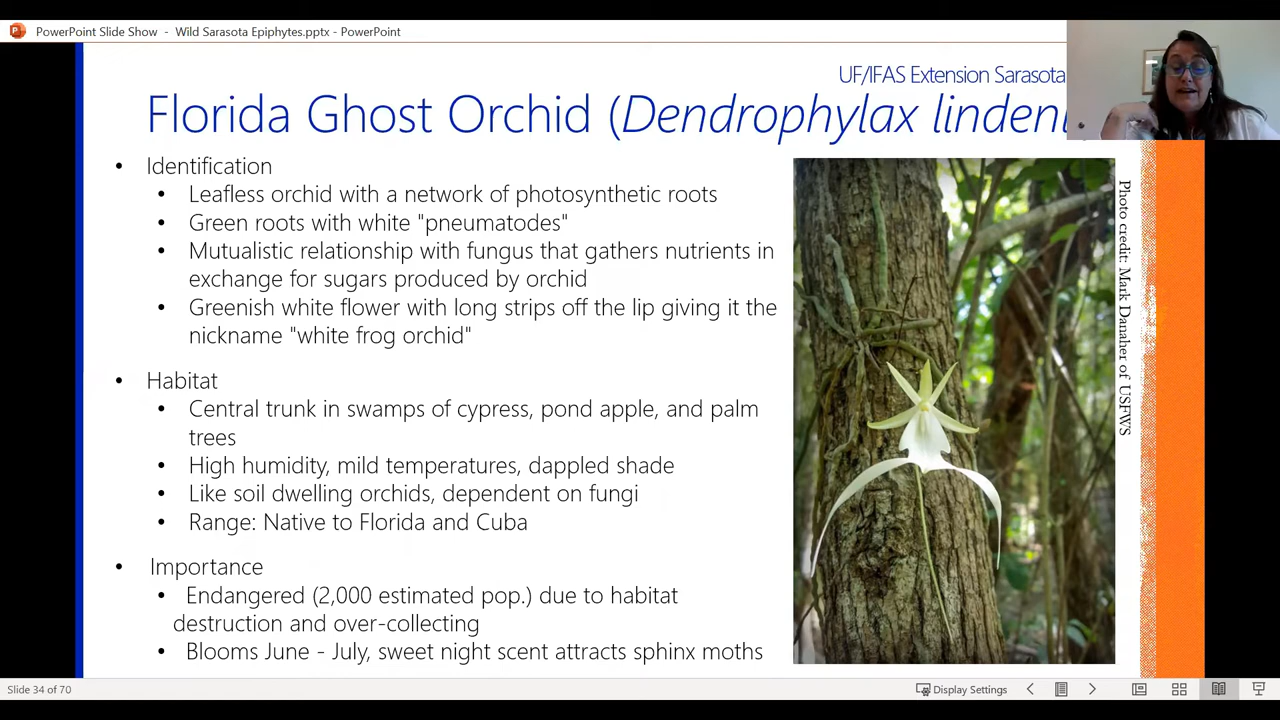 PowerPoint Slide Show - Wild Sarasota Epiphytes.pptx - PowerPoint
UF/IFAS Extension Sarasota
Florida Ghost Orchid (Dendrophylax
• Identification
• Leafless orchid with a network of photosynthetic roots
• Green roots with white "pneumatodes"
• Mutualistic relationship with fungus that gathers nutrients in
exchange for sugars produced by orchid
• Greenish white flower with long strips off the lip giving it the
nickname "white frog orchid"
• Habitat
• Central trunk in swamps of cypress, pond apple, and palm
trees
• High humidity, mild temperatures, dappled shade
• Like soil dwelling orchids, dependent on fungi
• Range: Native to Florida and Cuba
• Importance
• Endangered (2,000 estimated pop.) due to habitat
destruction and over-collecting
• Blooms June - July, sweet night scent attracts sphinx moths
Photo credit: Mark Danaher of USFWS
Slide 34 of 70
Display Settings